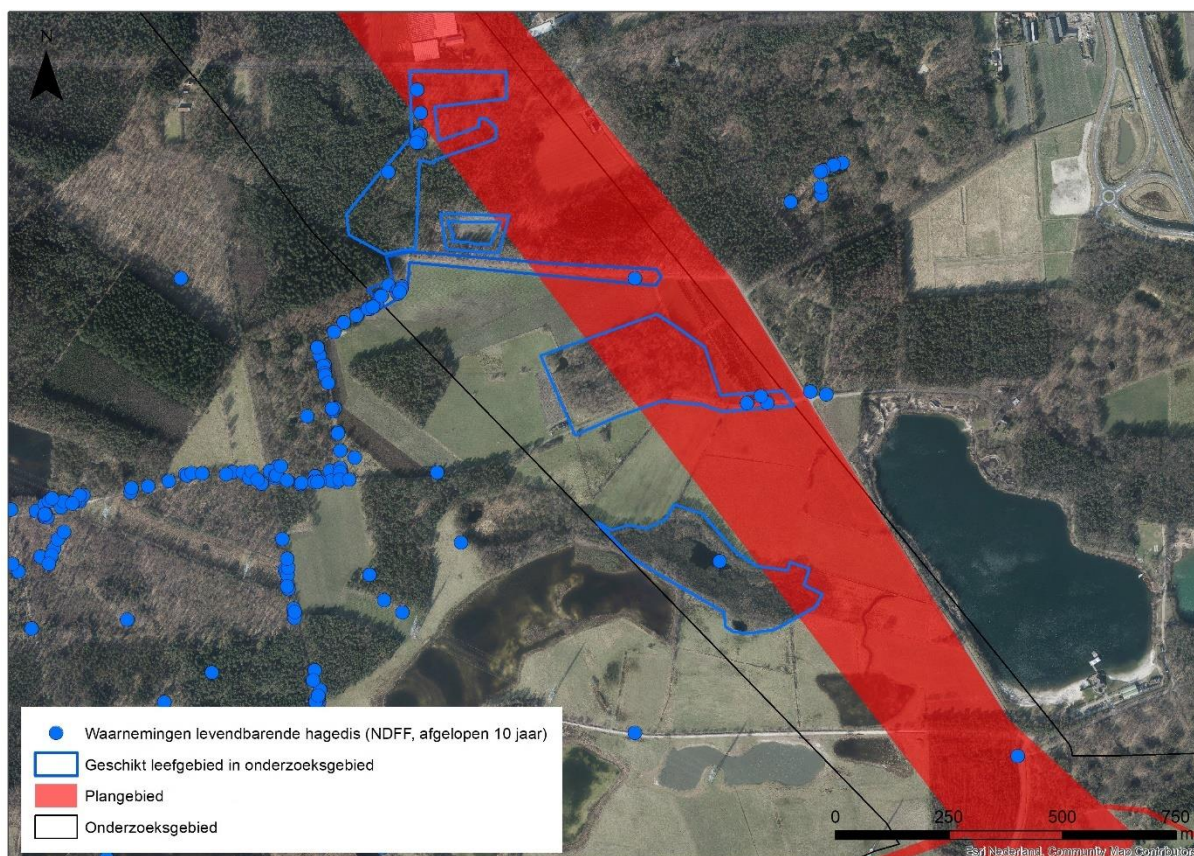 N
Waarnemingen levendbarende hagedis (NDFF, afgelopen 10 jaar)
Geschikt leefgebied in onderzoeksgebied
Plangebied
Onderzoeksgebied
0 250 500 750
m
Esri Nederland, Community Map Contributors